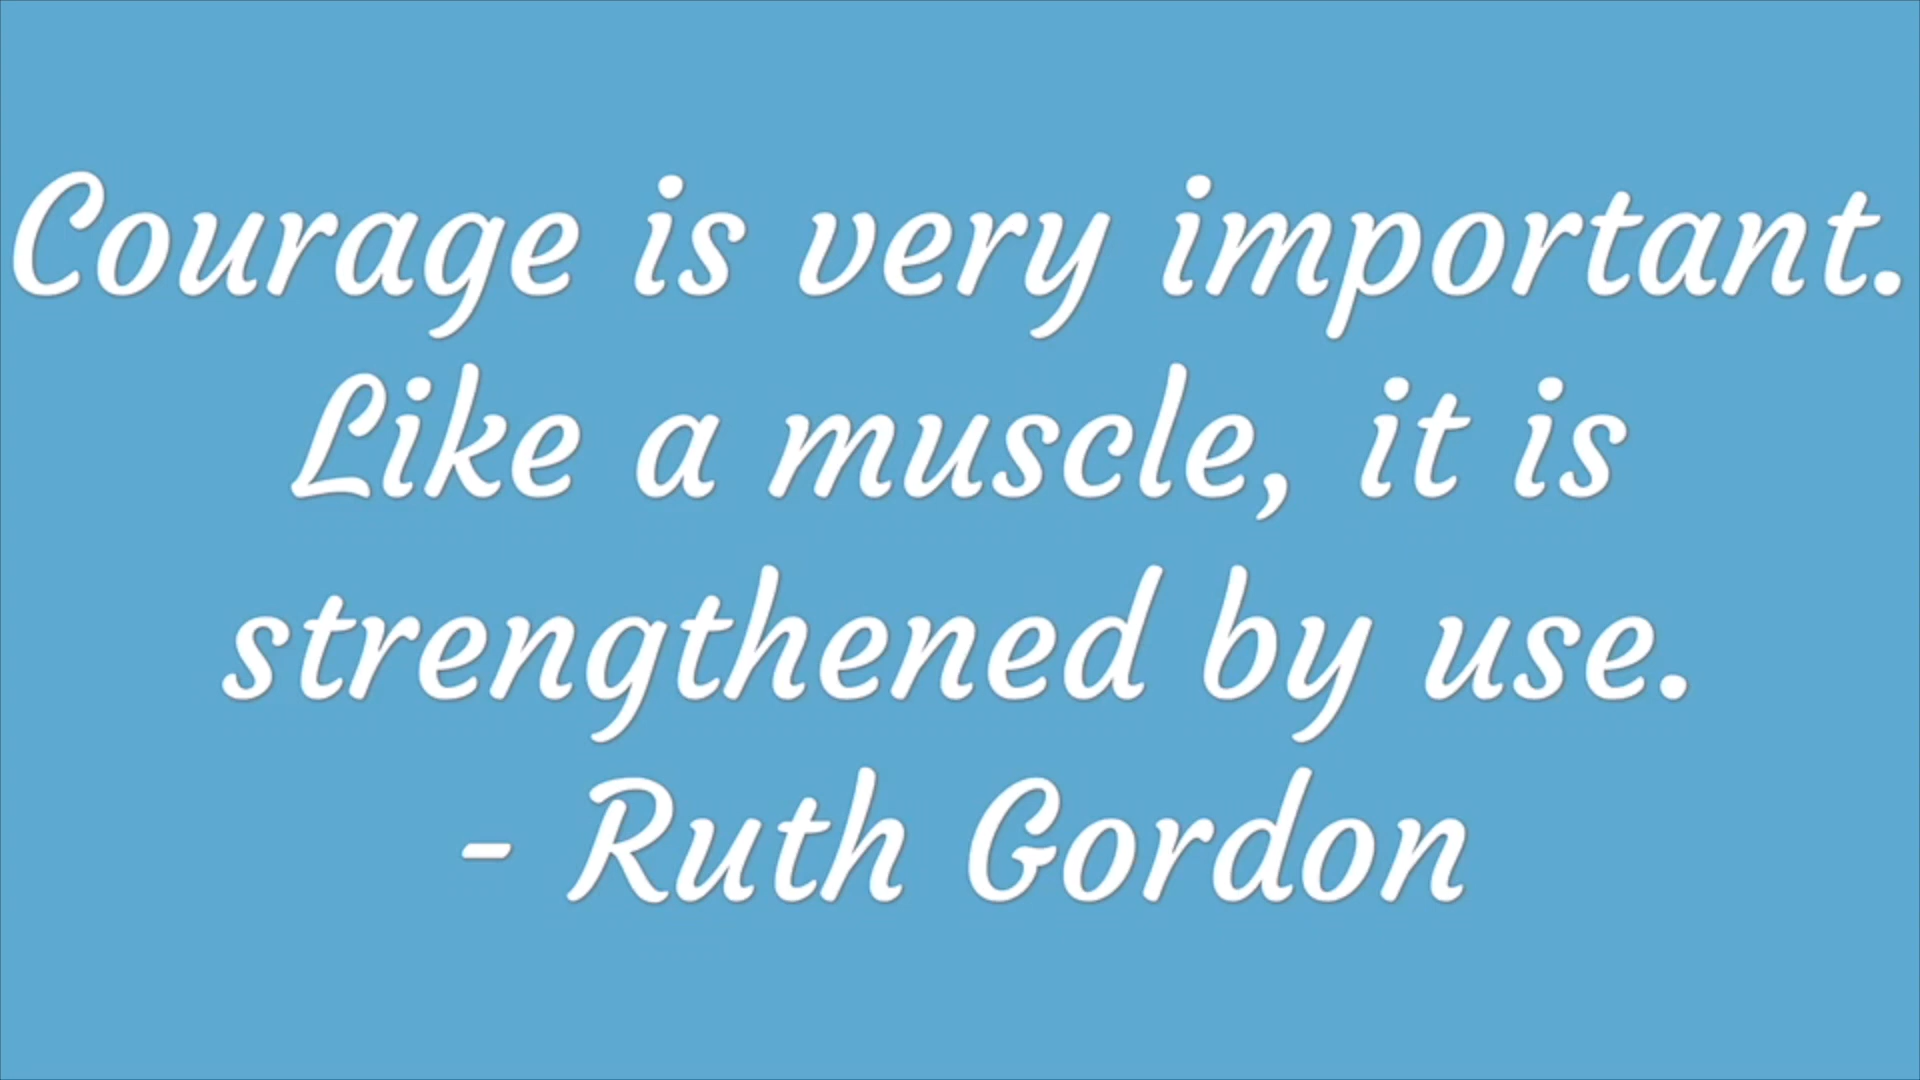 Courage is very important.
Like a muscle, it is
strengthened by use.
- Ruth Gordon